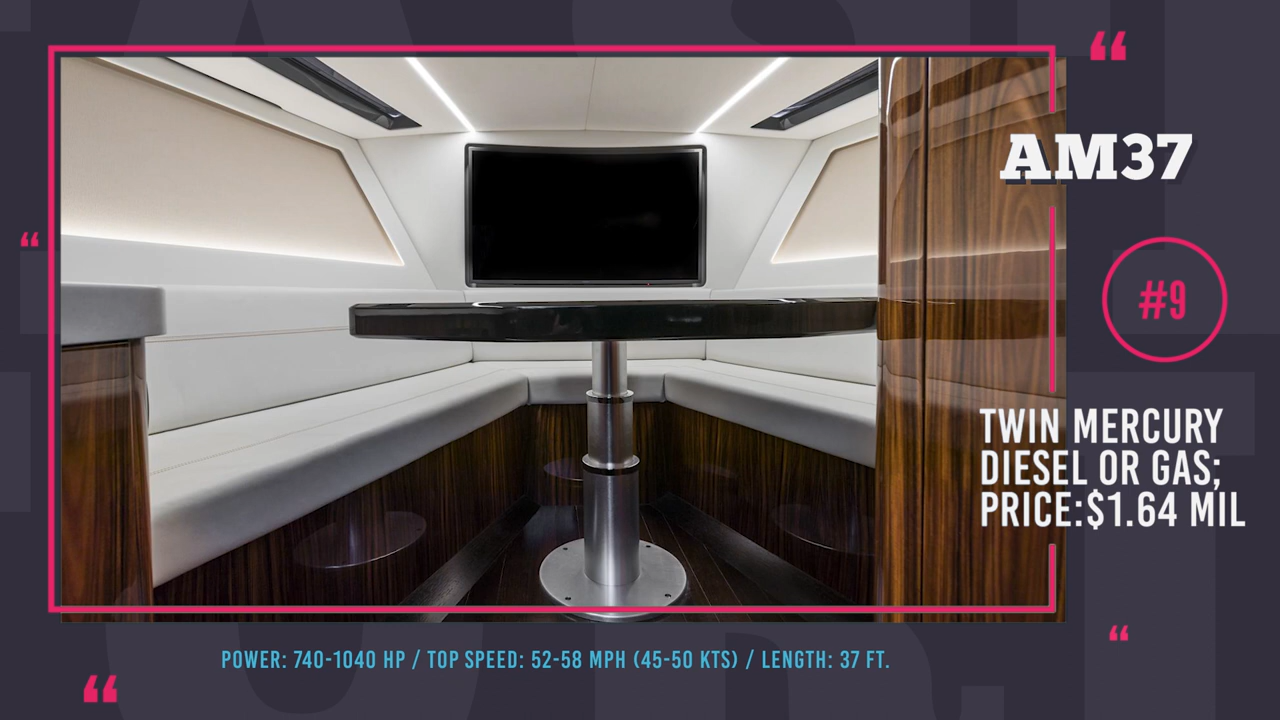 AM37
#9
TWIN MERCURY
DIESEL OR GAS;
PRICE:$1.64 MIL
POWER: 740-1040 HP / TOP SPEED: 52-58 MPH (45-50 KTS) / LENGTH: 37 FT.